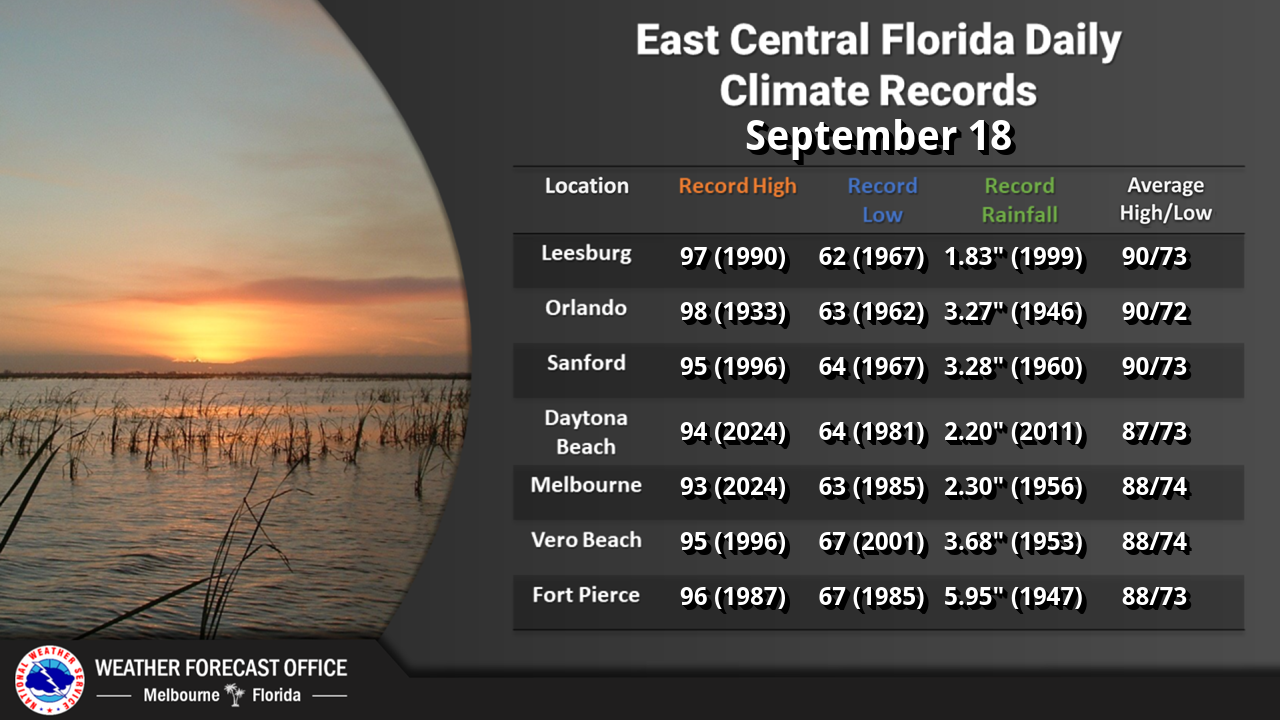 East Central Florida Daily
Climate Records
September 18
Location Record High Record Low Record Rainfall Average High/Low
Leesburg 97 (1990) 62 (1967) 1.83" (1999) 90/73
Orlando 98 (1933) 63 (1962) 3.27" (1946) 90/72
Sanford 95 (1996) 64 (1967) 3.28" (1960) 90/73
Daytona Beach 94 (2024) 64 (1981) 2.20" (2011) 87/73
Melbourne 93 (2024) 63 (1985) 2.30" (1956) 88/74
Vero Beach 95 (1996) 67 (2001) 3.68" (1953) 88/74
Fort Pierce 96 (1987) 67 (1985) 5.95" (1947) 88/73
NATIONAL WEATHER SERVICE
WEATHER FORECAST OFFICE
Melbourne Florida